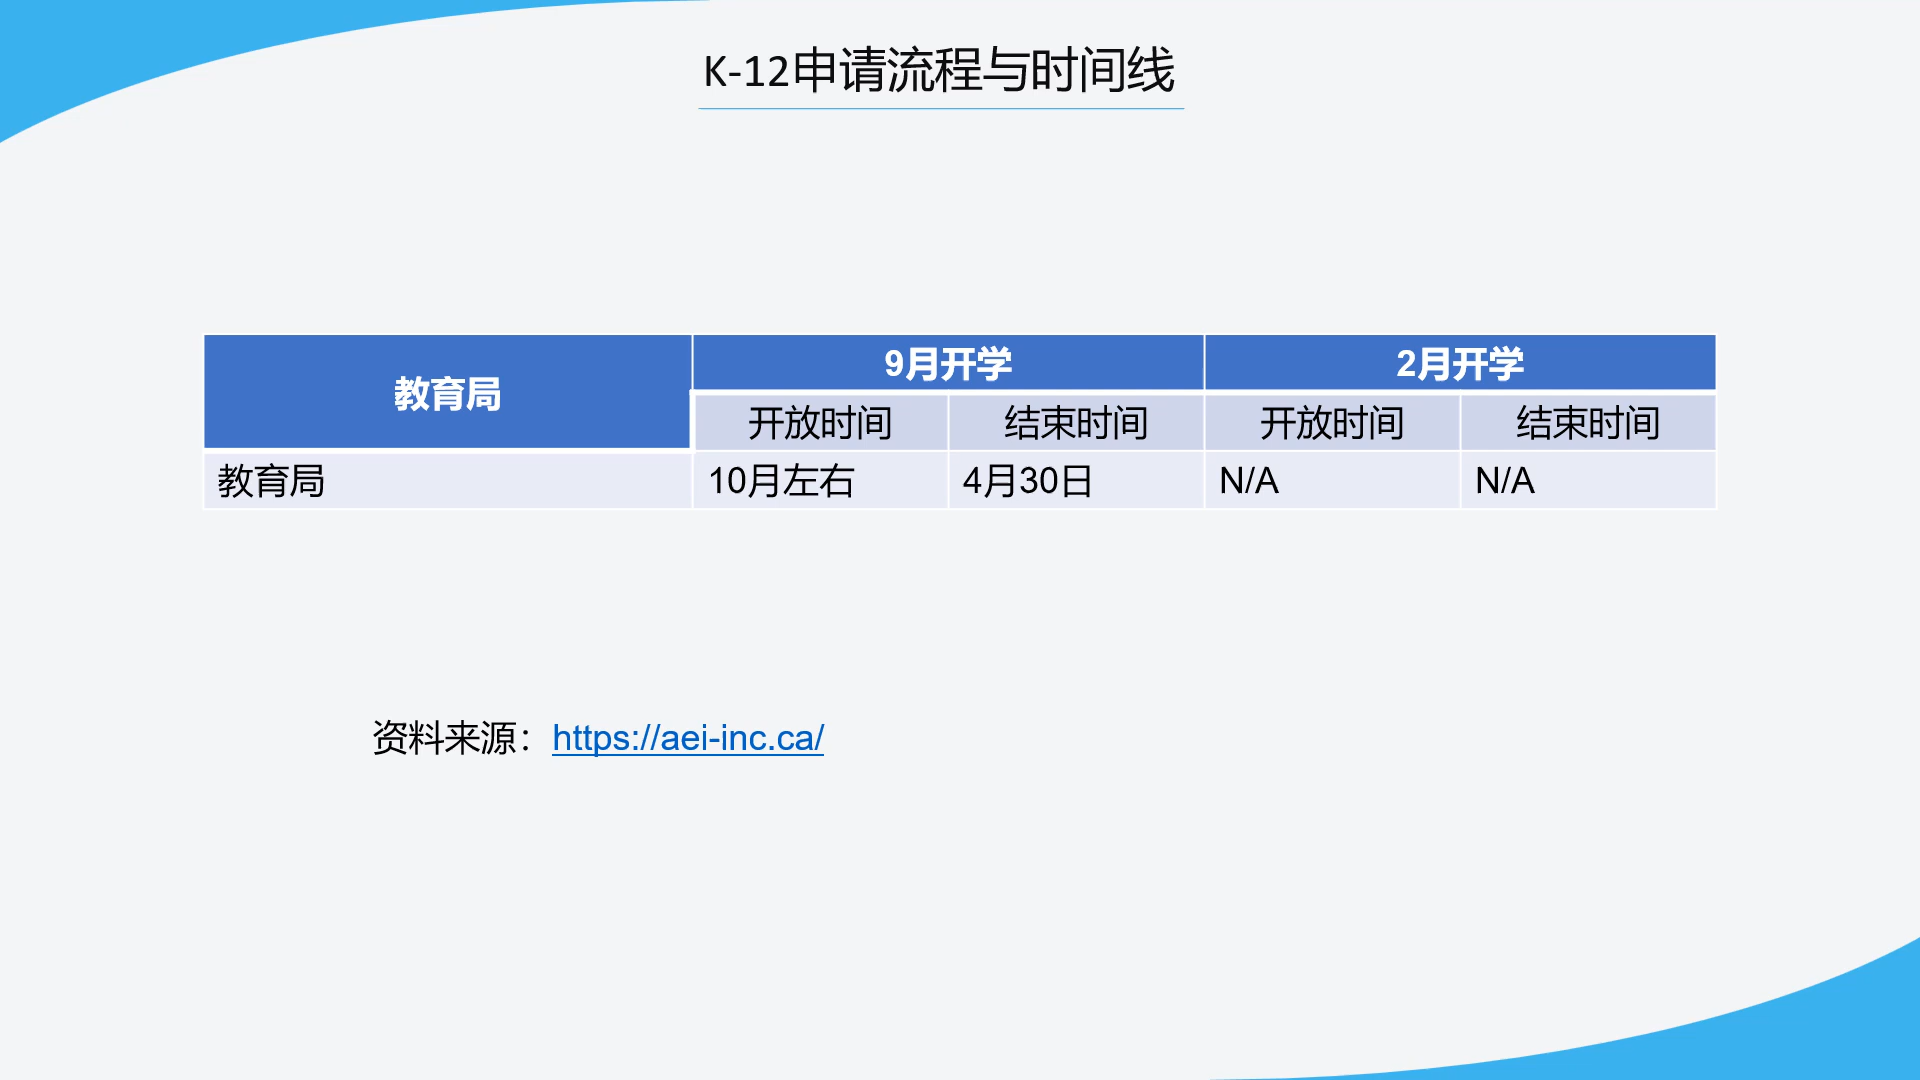 K-12申请流程与时间线
教育局 9月开学 2月开学
开放时间 结束时间 开放时间 结束时间
教育局 10月左右 4月30日 N/A N/A
资料来源：https://aei-inc.ca/